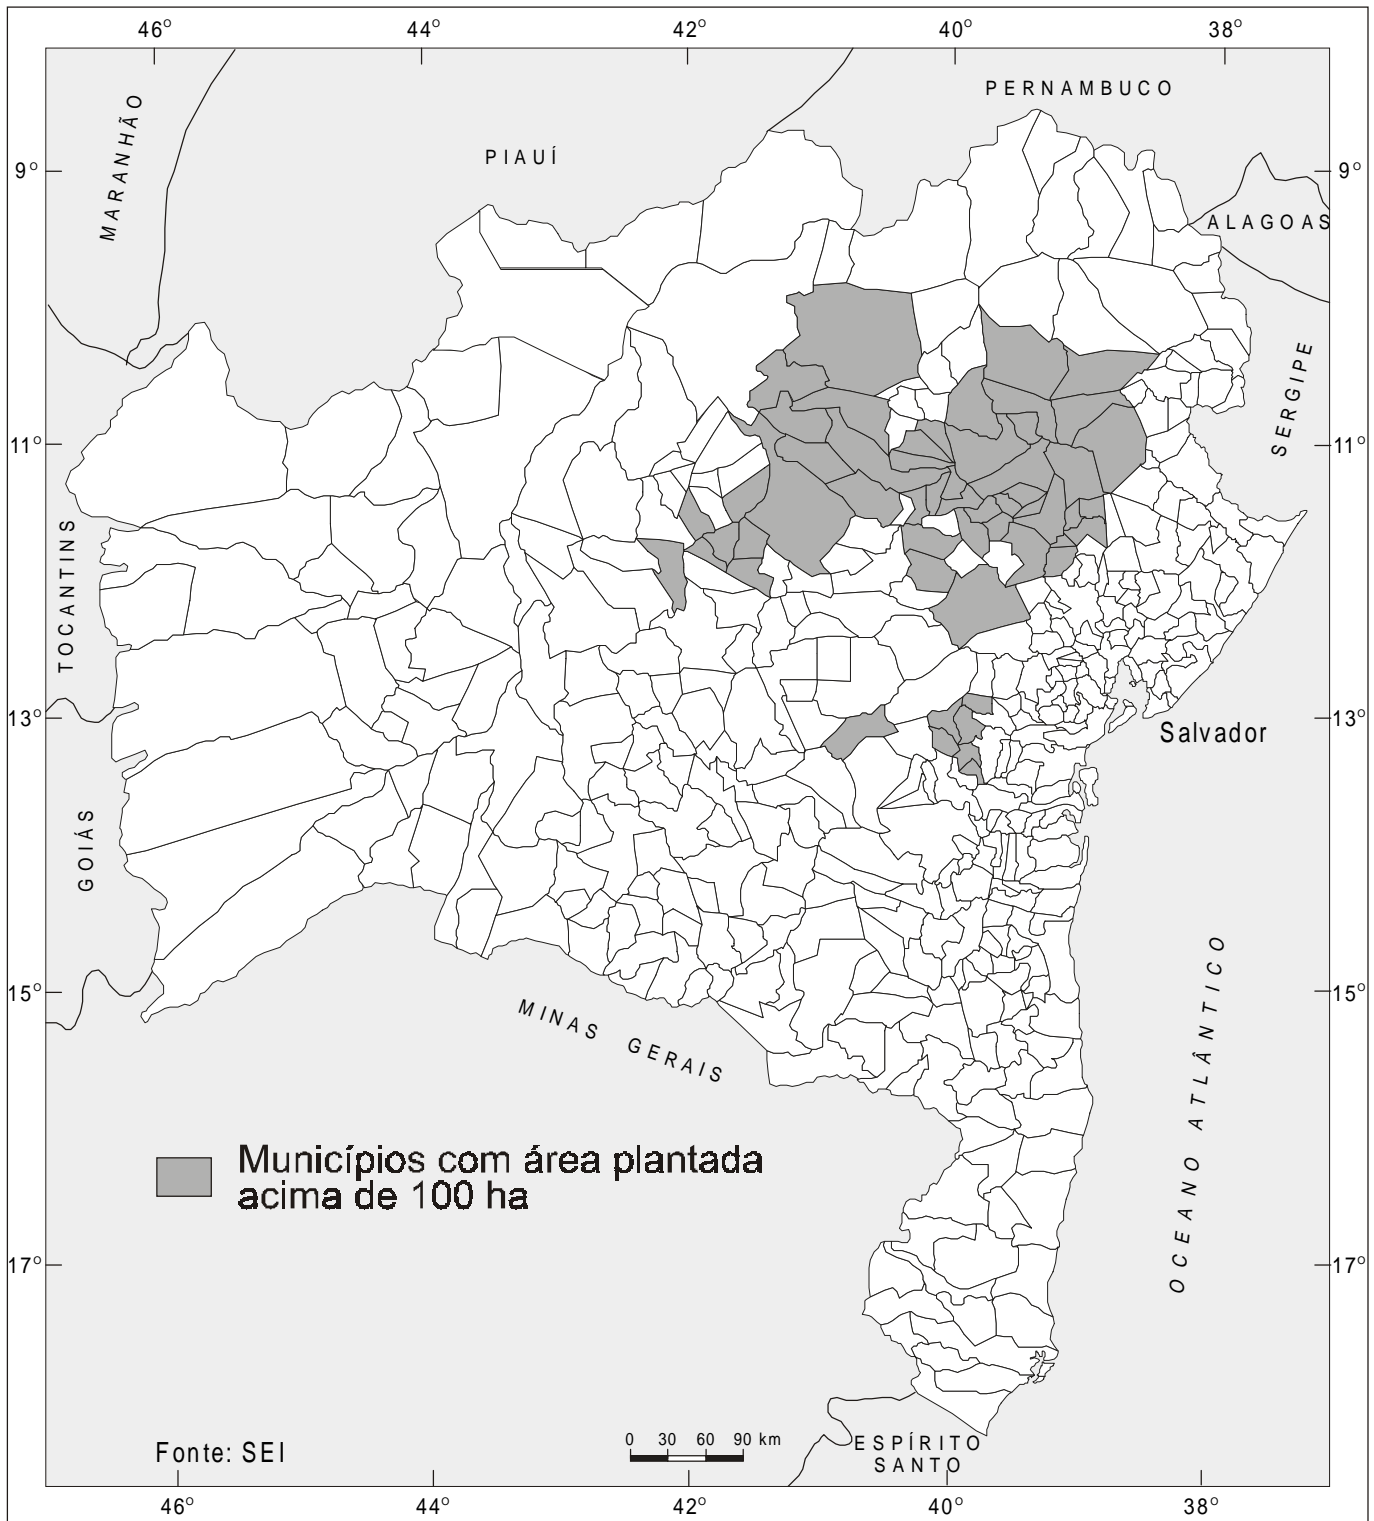 46° 44° 42° 40° 38°
PERNAMBUCO
MARANHÃO
PIAUÍ
9° 9°
ALAGOAS
SERGIPE
11° 11°
TOCANTINS
13° 13°
Salvador
GOIÁS
OCEANO ATLÂNTICO
15° 15°
MINAS GERAIS
Municípios com área plantada
acima de 100 ha
17° 17°
Fonte: SEI
0 30 60 90 km
ESPÍRITO
SANTO
46° 44° 42° 40° 38°